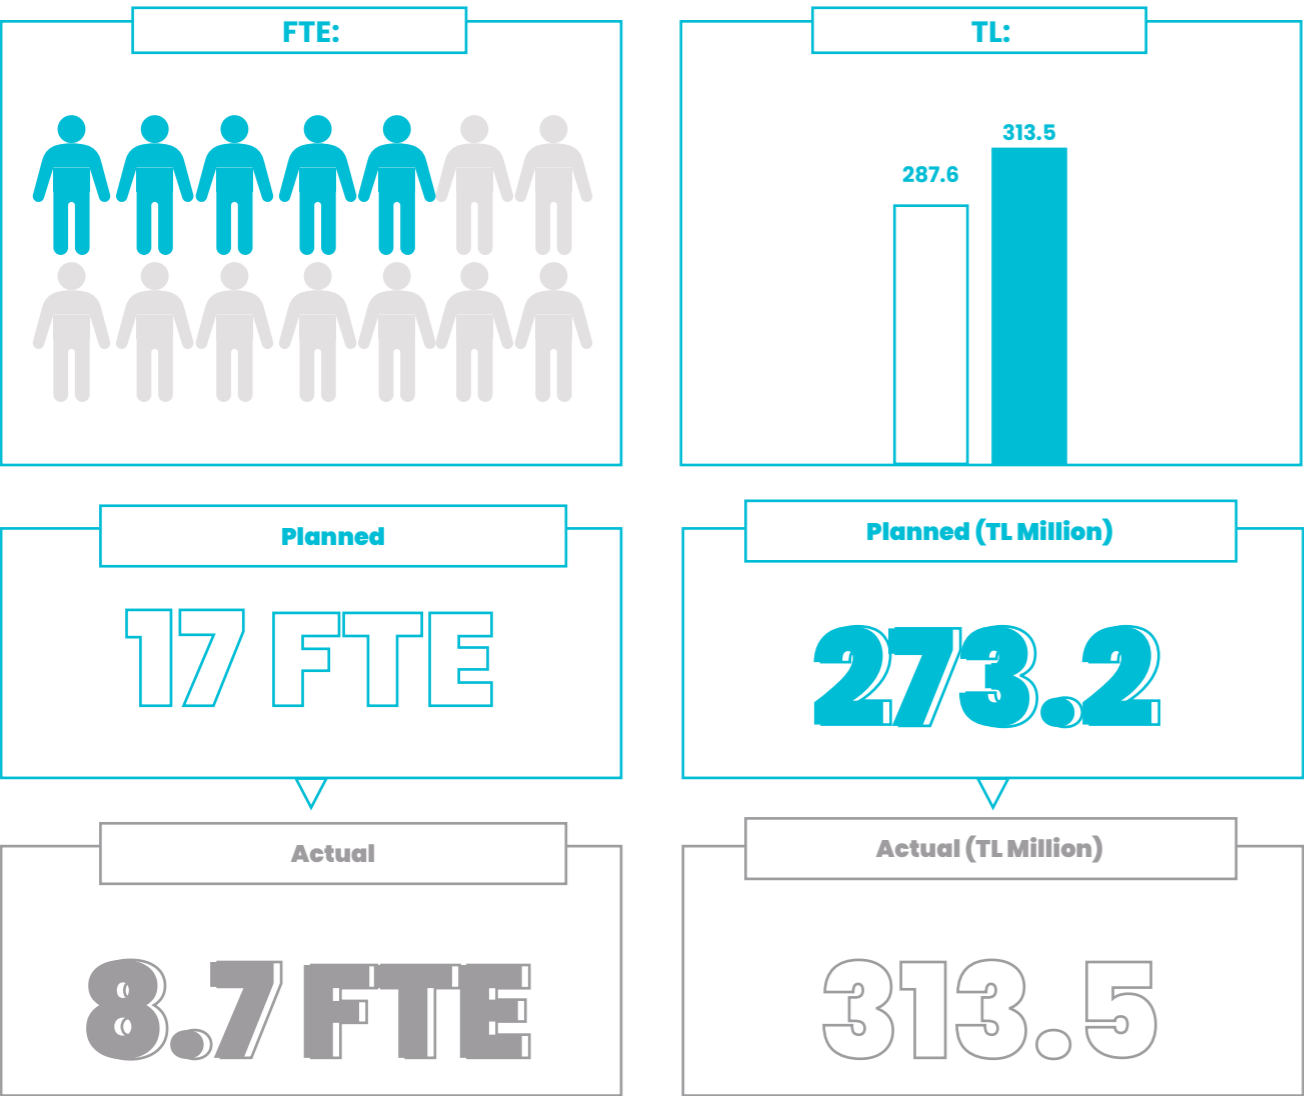 FTE:
TL:
313.5
287.6
Planned
17 FTE
Planned (TL Million)
273.2
Actual
8.7 FTE
Actual (TL Million)
313.5